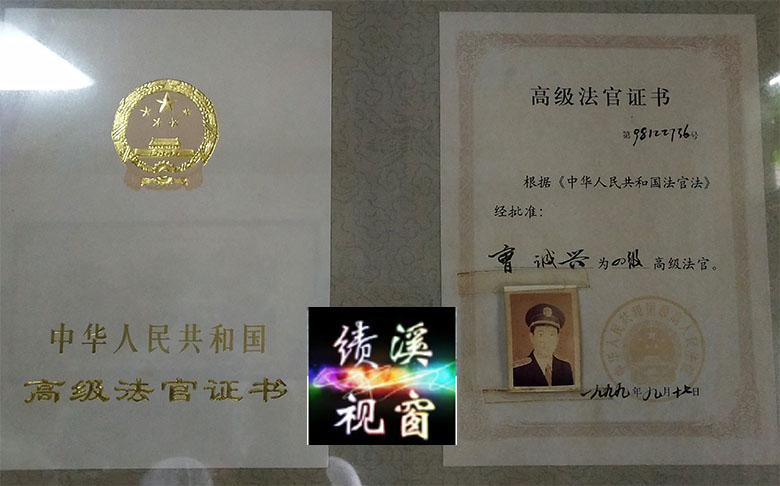 中华人民共和国
高级法官证书
绩溪
视窗
高级法官证书
第98122736号
根据《中华人民共和国法官法》
经批准:
曹诚兴为四级高级法官。
一九九九年九月十七日